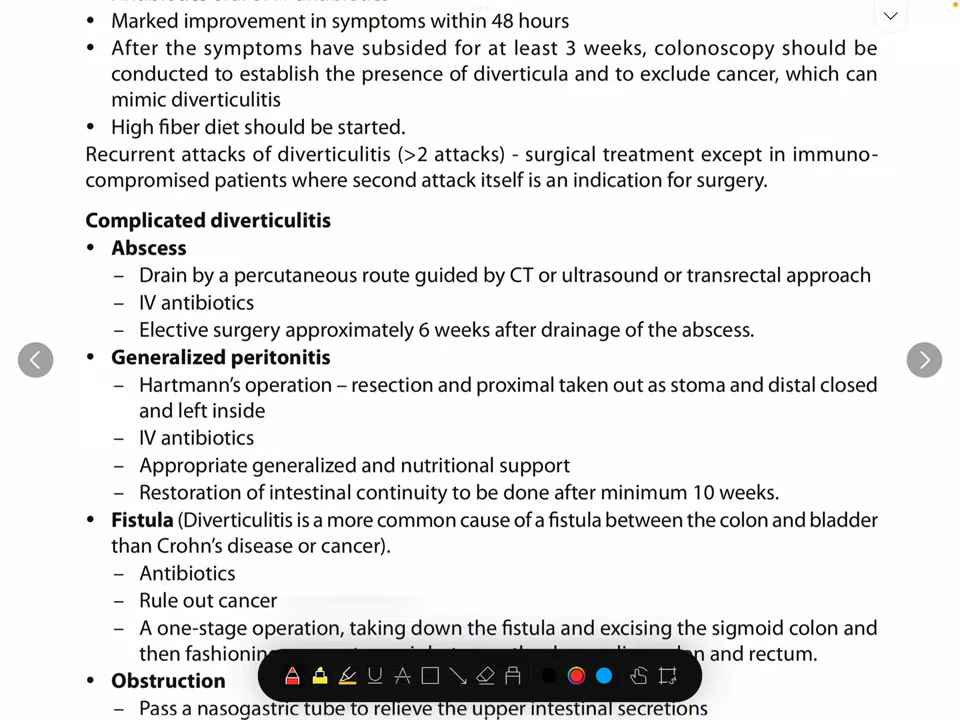 • Marked improvement in symptoms within 48 hours
• After the symptoms have subsided for at least 3 weeks, colonoscopy should be
conducted to establish the presence of diverticula and to exclude cancer, which can
mimic diverticulitis
• High fiber diet should be started.
Recurrent attacks of diverticulitis (>2 attacks) - surgical treatment except in immuno-
compromised patients where second attack itself is an indication for surgery.
Complicated diverticulitis
• Abscess
– Drain by a percutaneous route guided by CT or ultrasound or transrectal approach
– IV antibiotics
– Elective surgery approximately 6 weeks after drainage of the abscess.
• Generalized peritonitis
– Hartmann’s operation – resection and proximal taken out as stoma and distal closed
and left inside
– IV antibiotics
– Appropriate generalized and nutritional support
– Restoration of intestinal continuity to be done after minimum 10 weeks.
• Fistula (Diverticulitis is a more common cause of a fistula between the colon and bladder
than Crohn’s disease or cancer).
– Antibiotics
– Rule out cancer
– A one-stage operation, taking down the fistula and excising the sigmoid colon and
then and rectum.
• Obstruction
– Pass a nasogastric tube to relieve the upper intestinal secretions